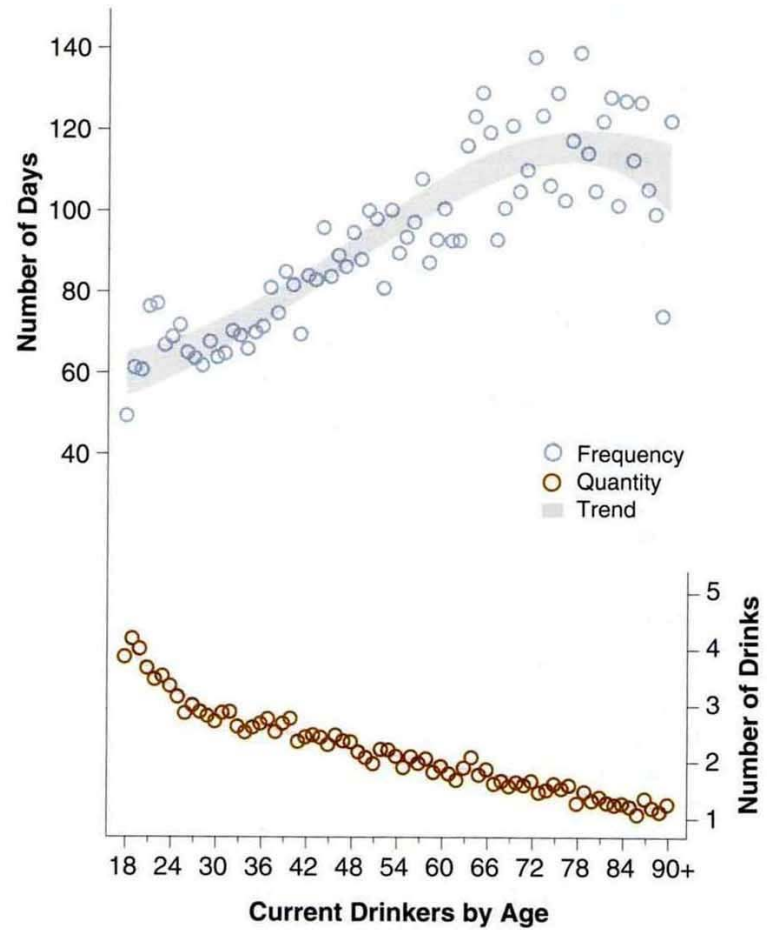 140
120
100
80
60
40
Number of Days
Frequency
Quantity
Trend
5
4
3
2
1
Number of Drinks
18 24 30 36 42 48 54 60 66 72 78 84 90+
Current Drinkers by Age